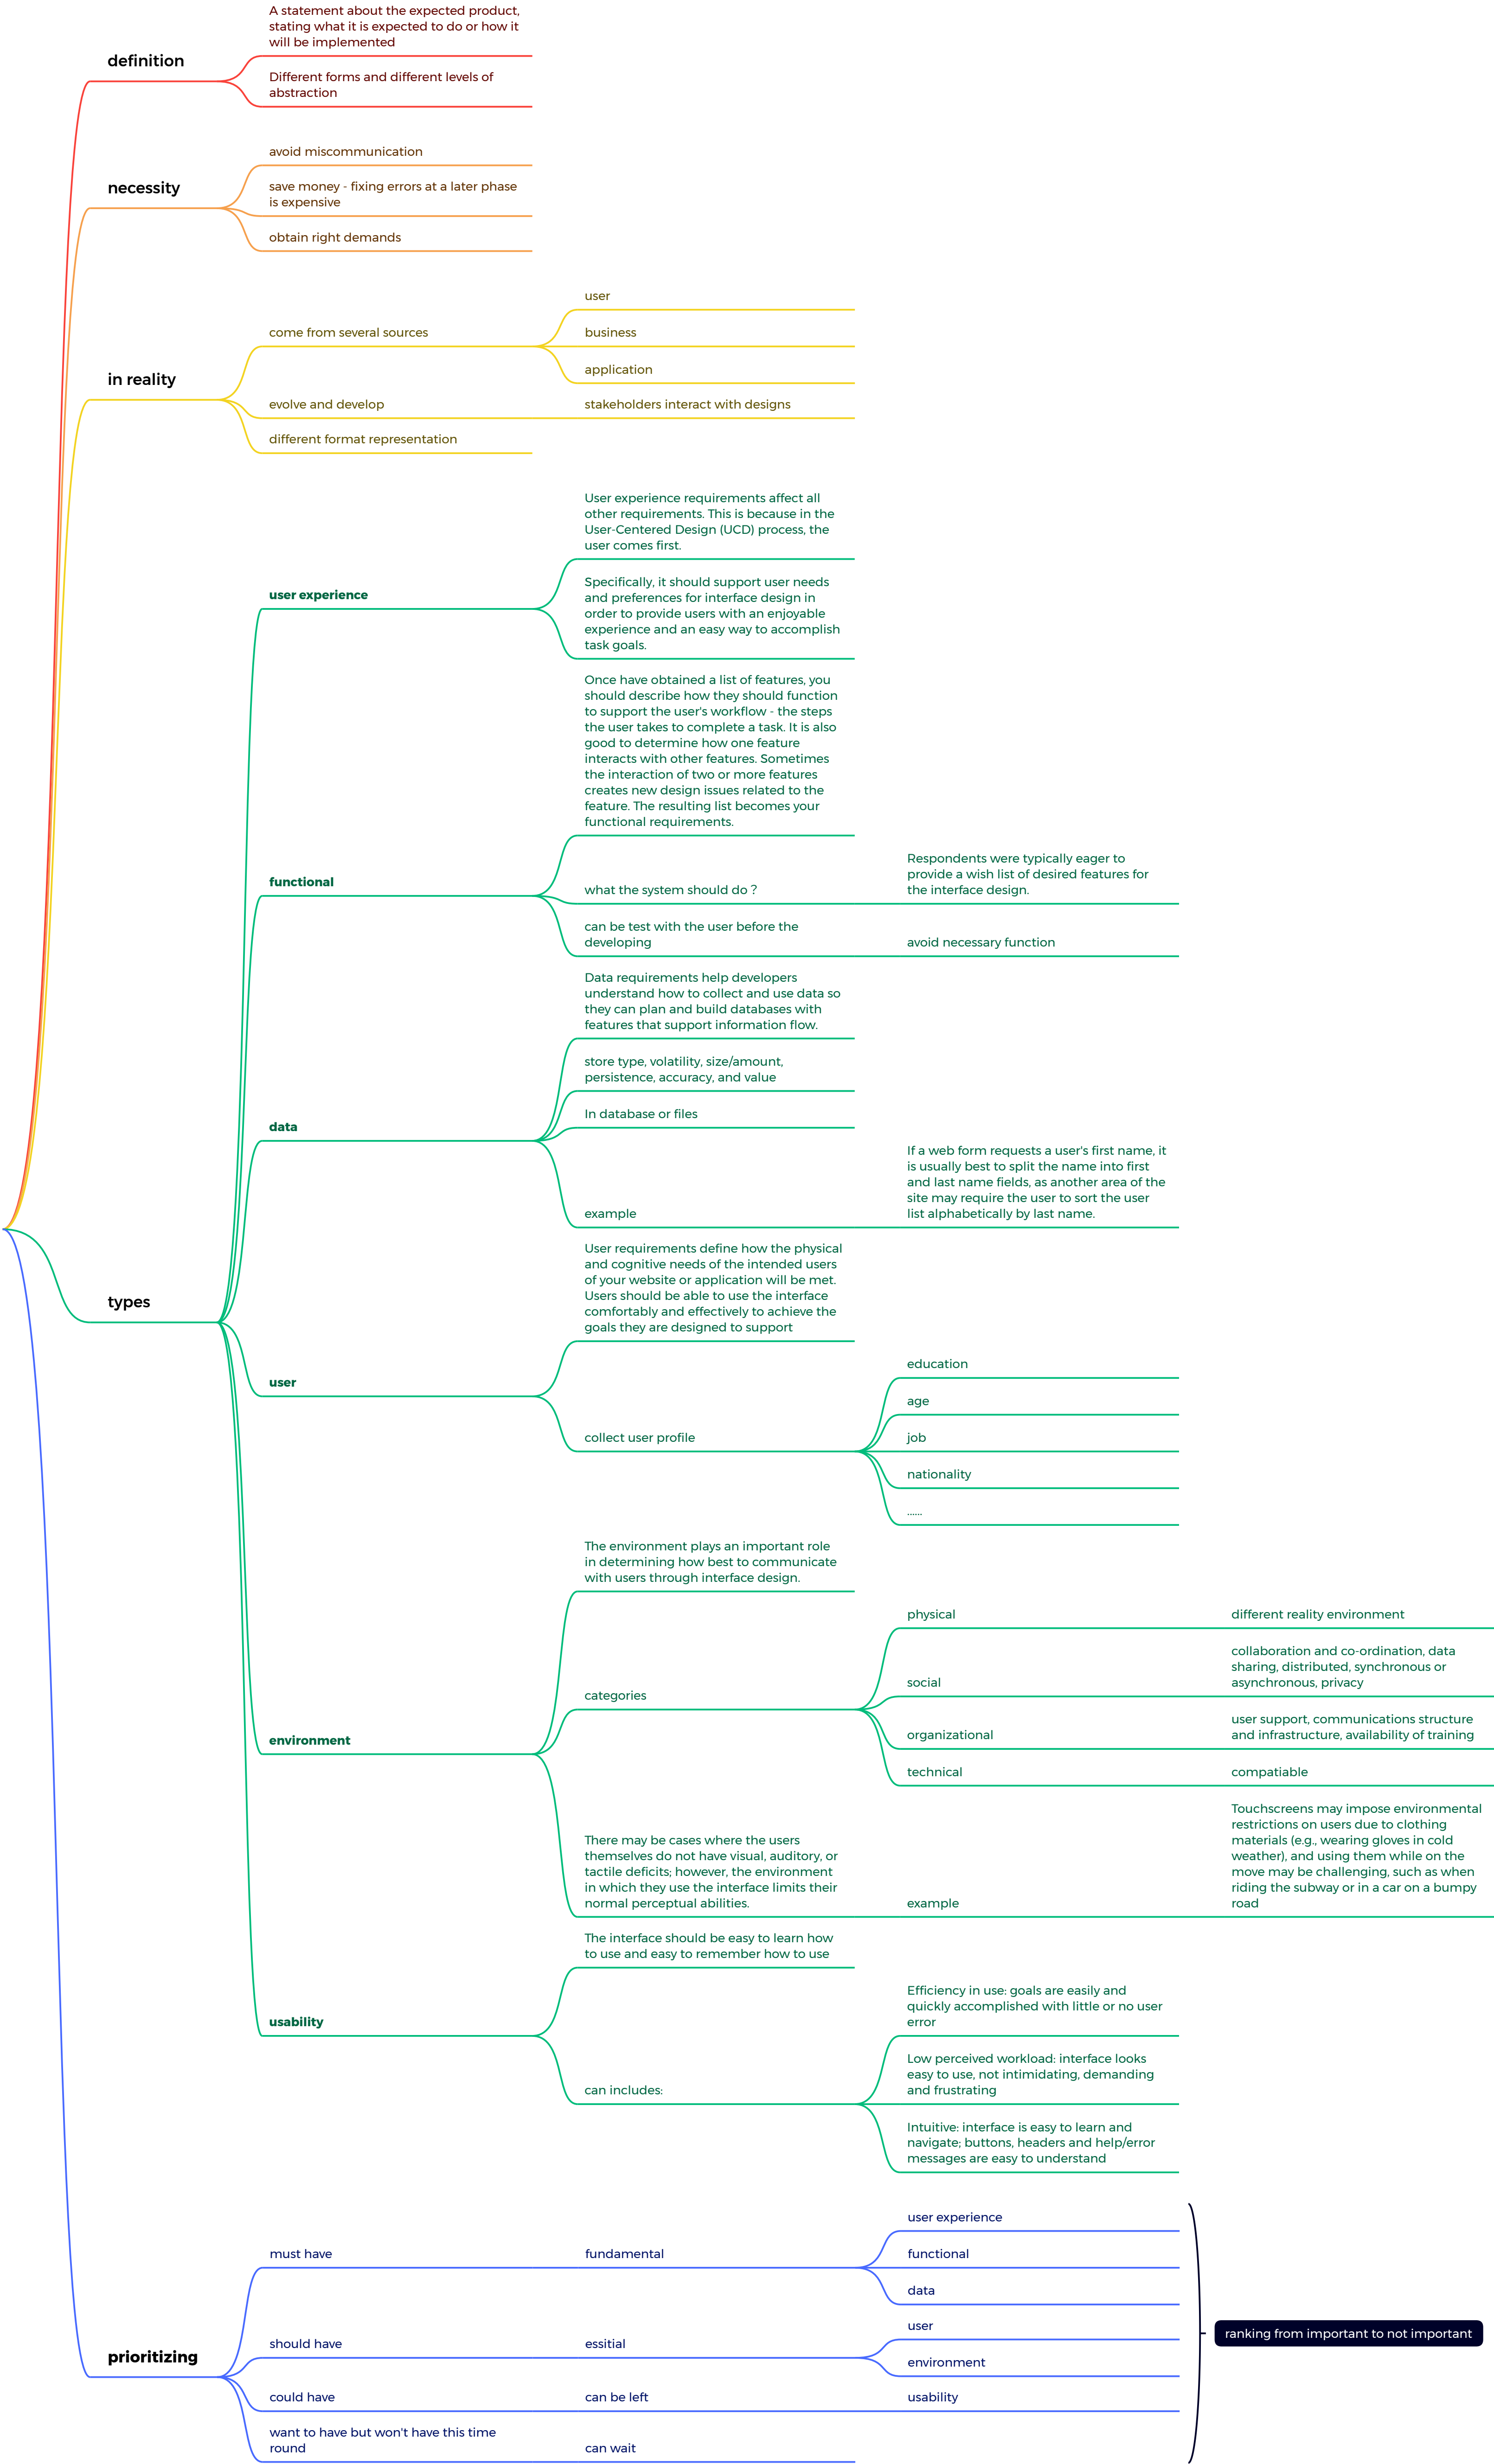 definition
A statement about the expected product,
stating what it is expected to do or how it
will be implemented
Different forms and different levels of
abstraction
necessity
avoid miscommunication
save money - fixing errors at a later phase
is expensive
obtain right demands
in reality
come from several sources
user
business
application
evolve and develop
stakeholders interact with designs
different format representation
types
user experience
User experience requirements affect all
other requirements. This is because in the
User-Centered Design (UCD) process, the
user comes first.
Specifically, it should support user needs
and preferences for interface design in
order to provide users with an enjoyable
experience and an easy way to accomplish
task goals.
functional
Once have obtained a list of features, you
should describe how they should function
to support the user's workflow - the steps
the user takes to complete a task. It is also
good to determine how one feature
interacts with other features. Sometimes
the interaction of two or more features
creates new design issues related to the
feature. The resulting list becomes your
functional requirements.
what the system should do？
Respondents were typically eager to
provide a wish list of desired features for
the interface design.
can be test with the user before the
developing
avoid necessary function
data
Data requirements help developers
understand how to collect and use data so
they can plan and build databases with
features that support information flow.
store type, volatility, size/amount,
persistence, accuracy, and value
In database or files
example
If a web form requests a user's first name, it
is usually best to split the name into first
and last name fields, as another area of the
site may require the user to sort the user
list alphabetically by last name.
user
User requirements define how the physical
and cognitive needs of the intended users
of your website or application will be met.
Users should be able to use the interface
comfortably and effectively to achieve the
goals they are designed to support
collect user profile
education
age
job
nationality
......
environment
The environment plays an important role
in determining how best to communicate
with users through interface design.
categories
physical
different reality environment
social
collaboration and co-ordination, data
sharing, distributed, synchronous or
asynchronous, privacy
organizational
user support, communications structure
and infrastructure, availability of training
technical
compatiable
There may be cases where the users
themselves do not have visual, auditory, or
tactile deficits; however, the environment
in which they use the interface limits their
normal perceptual abilities.
example
Touchscreens may impose environmental
restrictions on users due to clothing
materials (e.g., wearing gloves in cold
weather), and using them while on the
move may be challenging, such as when
riding the subway or in a car on a bumpy
road
usability
The interface should be easy to learn how
to use and easy to remember how to use
can includes:
Efficiency in use: goals are easily and
quickly accomplished with little or no user
error
Low perceived workload: interface looks
easy to use, not intimidating, demanding
and frustrating
Intuitive: interface is easy to learn and
navigate; buttons, headers and help/error
messages are easy to understand
prioritizing
must have
fundamental
user experience
functional
data
should have
essitial
user
environment
could have
can be left
usability
want to have but won't have this time
round
can wait
ranking from important to not important